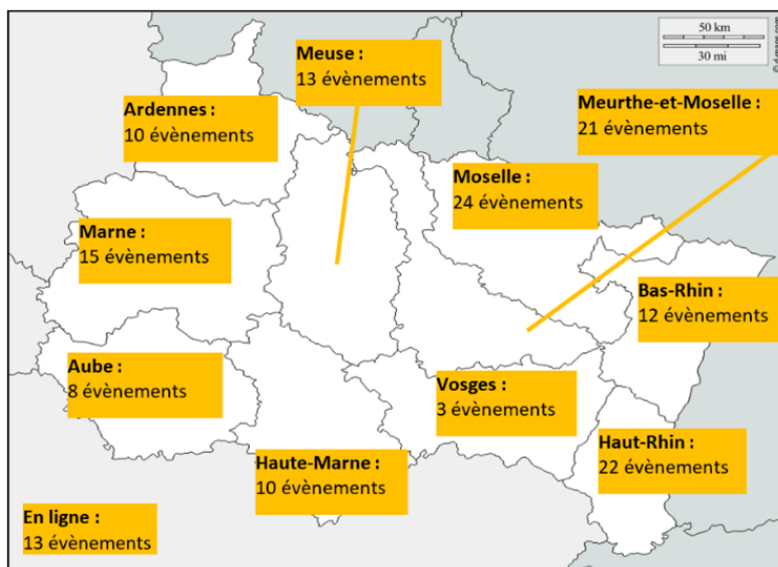 50 km
30 mi
© d-maps.com
Meuse :
13 évènements
Ardennes :
10 évènements
Meurthe-et-Moselle :
21 évènements
Moselle :
24 évènements
Marne :
15 évènements
Bas-Rhin :
12 évènements
Aube :
8 évènements
Vosges :
3 évènements
Haut-Rhin :
22 évènements
Haute-Marne :
10 évènements
En ligne :
13 évènements